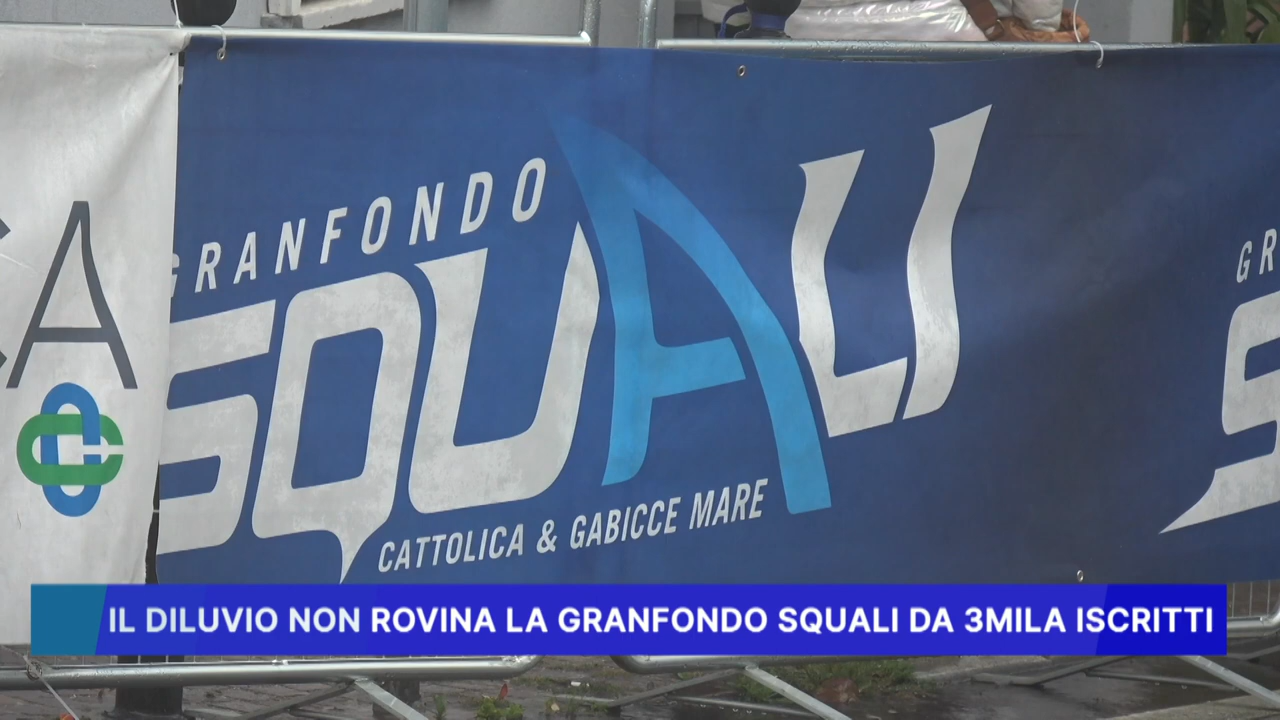 GRANFONDO
SQUALI
CATTOLICA & GABICCE MARE
IL DILUVIO NON ROVINA LA GRANFONDO SQUALI DA 3MILA ISCRITTI